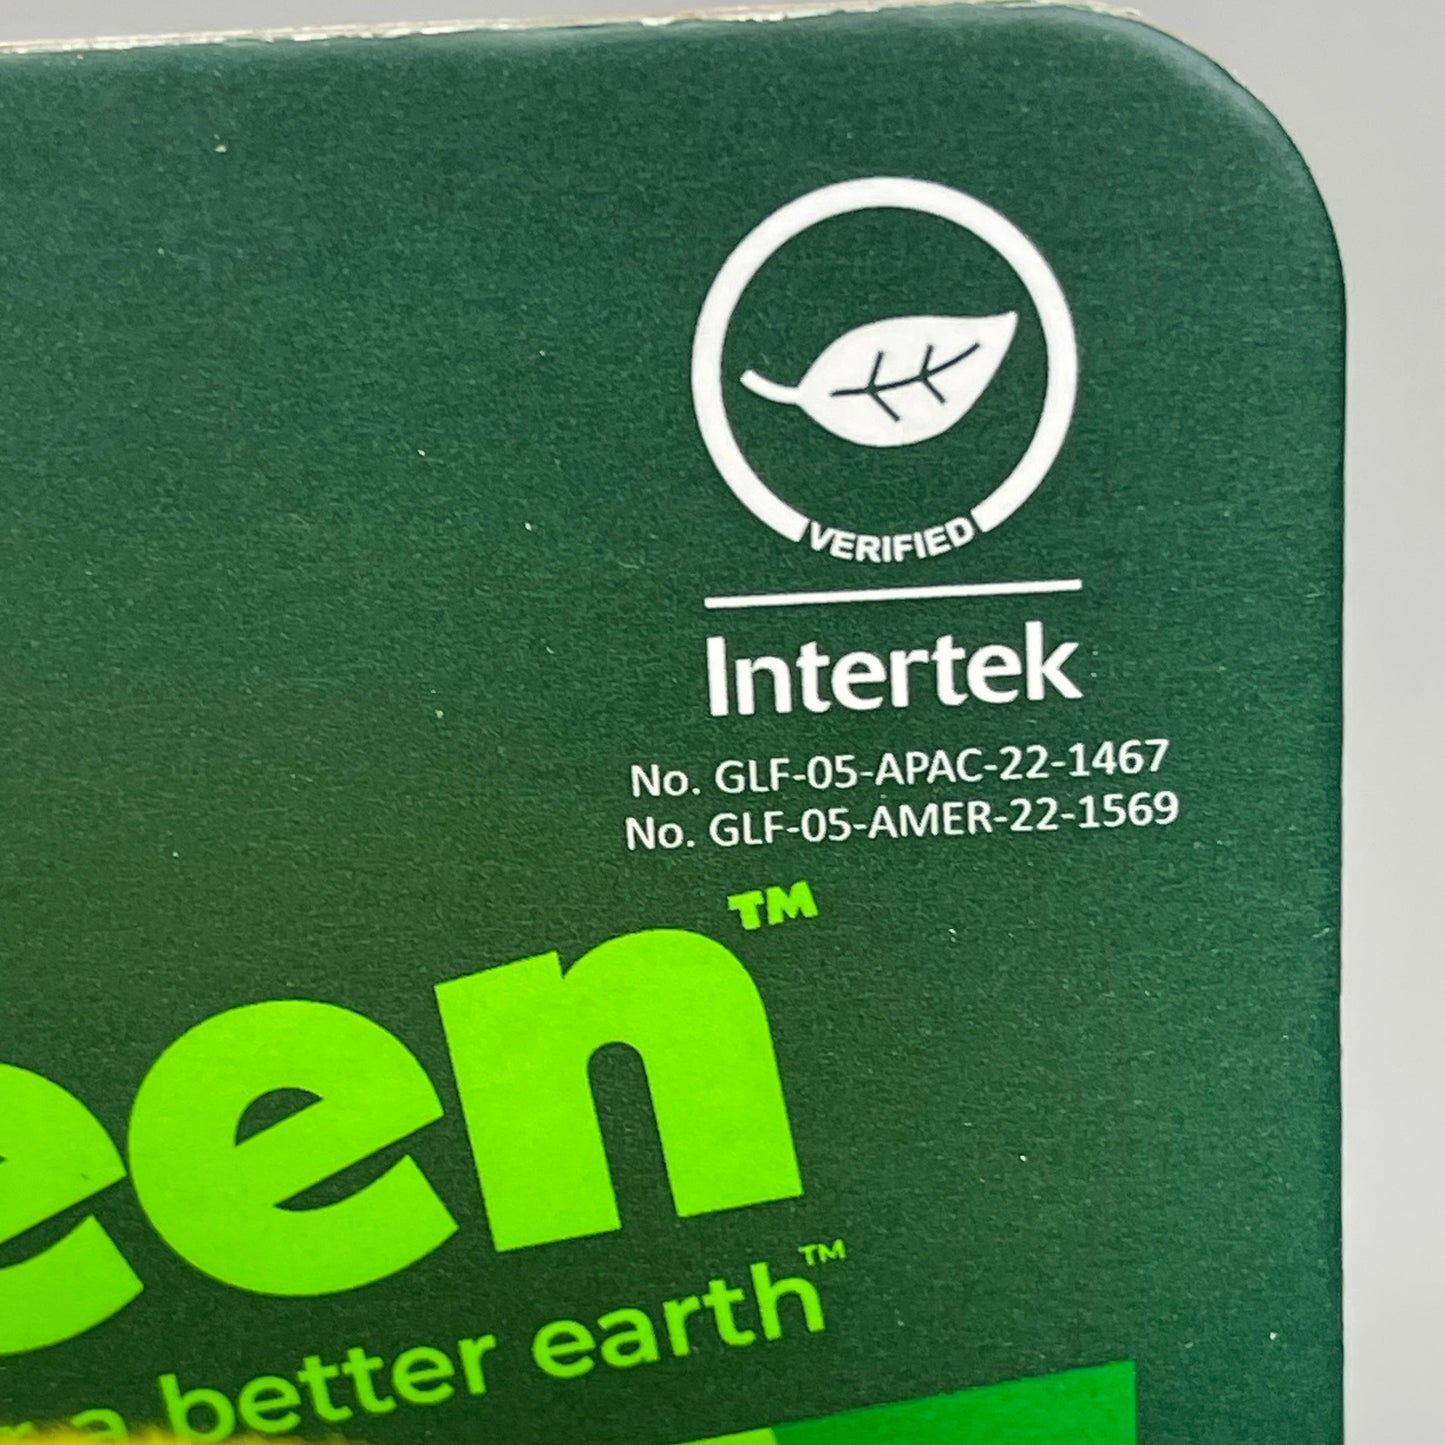 VERIFIED
Intertek
No. GLF-05-APAC-22-1467
No. GLF-05-AMER-22-1569
een™
a better earth™